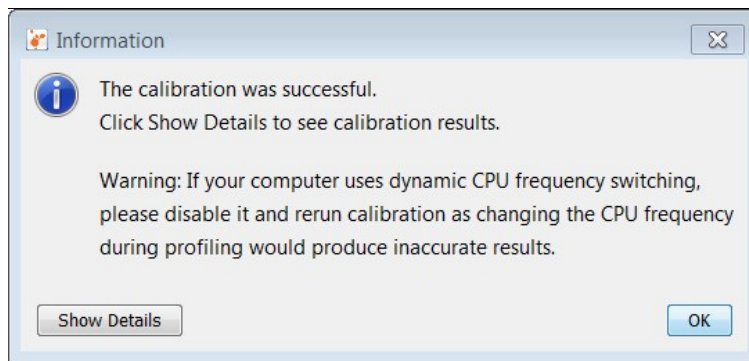 Information
The calibration was successful.
Click Show Details to see calibration results.
Warning: If your computer uses dynamic CPU frequency switching,
please disable it and rerun calibration as changing the CPU frequency
during profiling would produce inaccurate results.
Show Details
OK